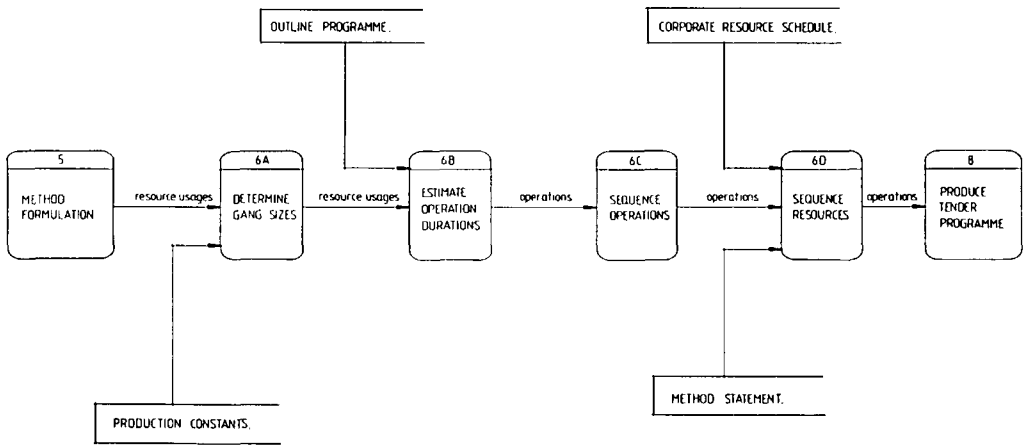 OUTLINE PROGRAMME.
CORPORATE RESOURCE SCHEDULE.
5
METHOD
FORMULATION
resource usages
6A
DETERMINE
GANG SIZES
resource usages
6B
ESTIMATE
OPERATION
DURATIONS
operations
6C
SEQUENCE
OPERATIONS
operations
6D
SEQUENCE
RESOURCES
operations
8
PRODUCE
TENDER
PROGRAMME
METHOD STATEMENT.
PRODUCTION CONSTANTS.